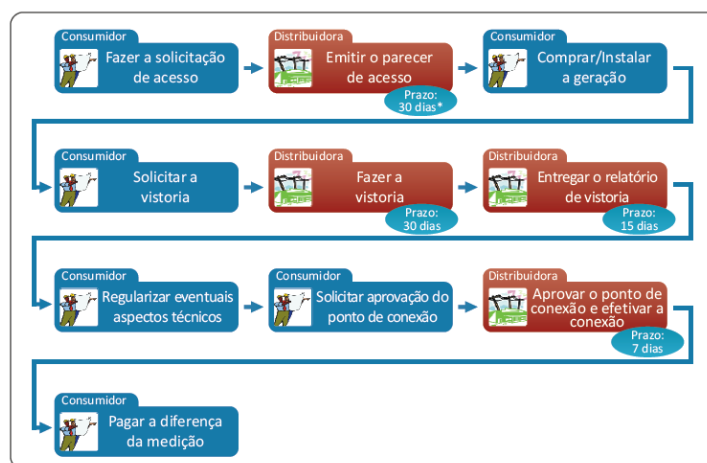 Consumidor
Fazer a solicitação
de acesso
Distribuidora
Emitir o parecer
de acesso
Prazo:
30 dias*
Consumidor
Comprar/Instalar
a geração
Consumidor
Solicitar a
vistoria
Distribuidora
Fazer a
vistoria
Prazo:
30 dias
Distribuidora
Entregar o relatório
de vistoria
Prazo:
15 dias
Consumidor
Regularizar eventuais
aspectos técnicos
Consumidor
Solicitar aprovação do
ponto de conexão
Distribuidora
Aprovar o ponto de
conexão e efetivar a
conexão
Prazo:
7 dias
Consumidor
Pagar a diferença
da medição